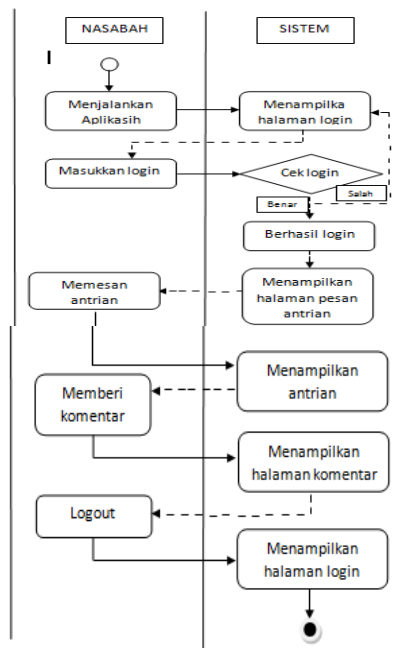 NASABAH
SISTEM
Menjalankan
Aplikasih
Menampilka
halaman login
Masukkan login
Cek login
Salah
Benar
Berhasil login
Memesan
antrian
Menampilkan
halaman pesan
antrian
Menampilkan
antrian
Memberi
komentar
Menampilkan
halaman komentar
Logout
Menampilkan
halaman login